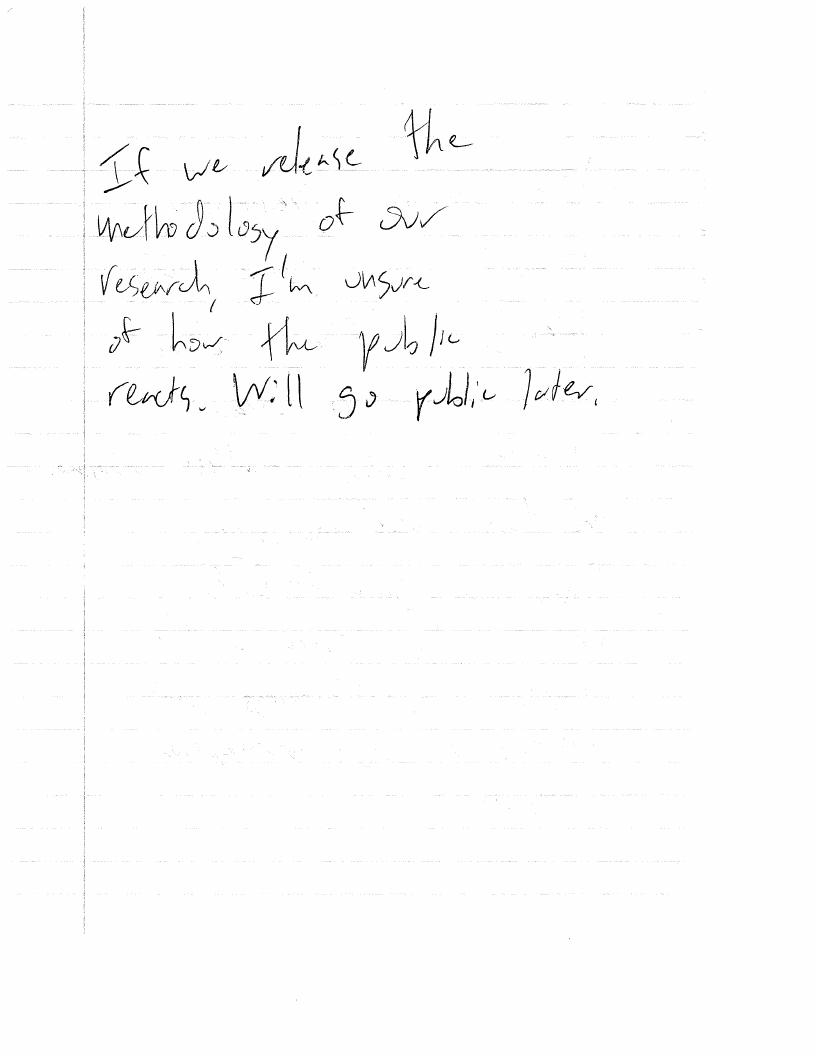 If we release the
methodology of our
research, I'm unsure
of how the public
reacts. Will go public later.